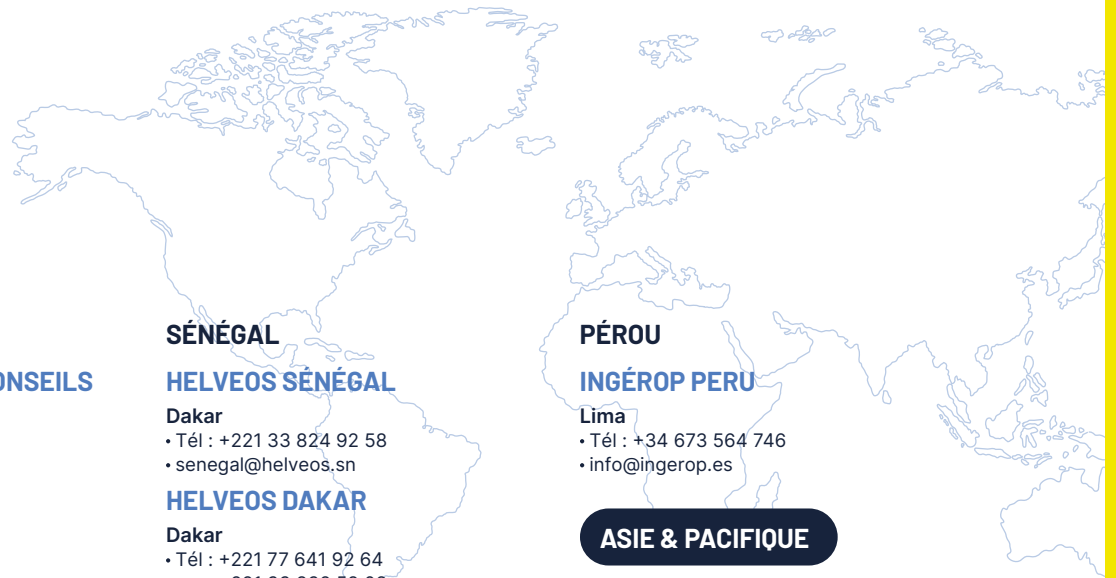 ONSEILS
SÉNÉGAL
HELVEOS SÉNÉGAL
Dakar
• Tél : +221 33 824 92 58
• senegal@helveos.sn
HELVEOS DAKAR
Dakar
• Tél : +221 77 641 92 64
PÉROU
INGÉROP PERU
Lima
• Tél : +34 673 564 746
• info@ingerop.es
ASIE & PACIFIQUE